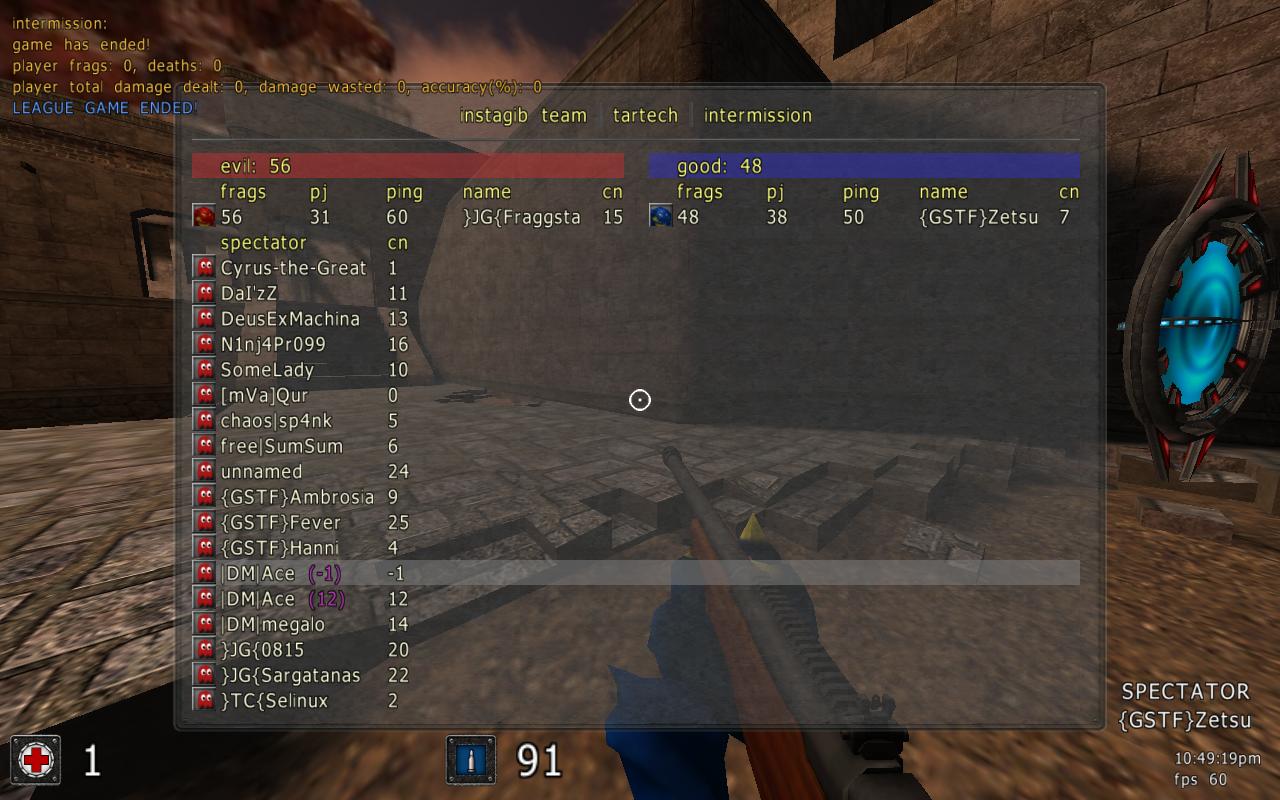 intermission:
game has ended!
player frags: 0, deaths: 0
player total damage dealt: 0, damage wasted: 0, accuracy(%): 0
LEAGUE GAME ENDED!
instagib team tartech intermission
evil: 56 good: 48
frags pj ping name cn frags pj ping name cn
56 31 60 }JG{Fraggsta 15 48 38 50 {GSTF}Zetsu 7
spectator cn
Cyrus-the-Great 1
DaI'zZ 11
DeusExMachina 13
N1nj4Pr099 16
SomeLady 10
[mVa]Qur 0
chaos|sp4nk 5
free|SumSum 6
unnamed 24
{GSTF}Ambrosia 9
{GSTF}Fever 25
{GSTF}Hanni 4
|DM|Ace (-1) -1
|DM|Ace (12) 12
|DM|megalo 14
}JG{0815 20
}JG{Sargatanas 22
}TC{Selinux 2
SPECTATOR
{GSTF}Zetsu
1 91
10:49:19pm
fps 60